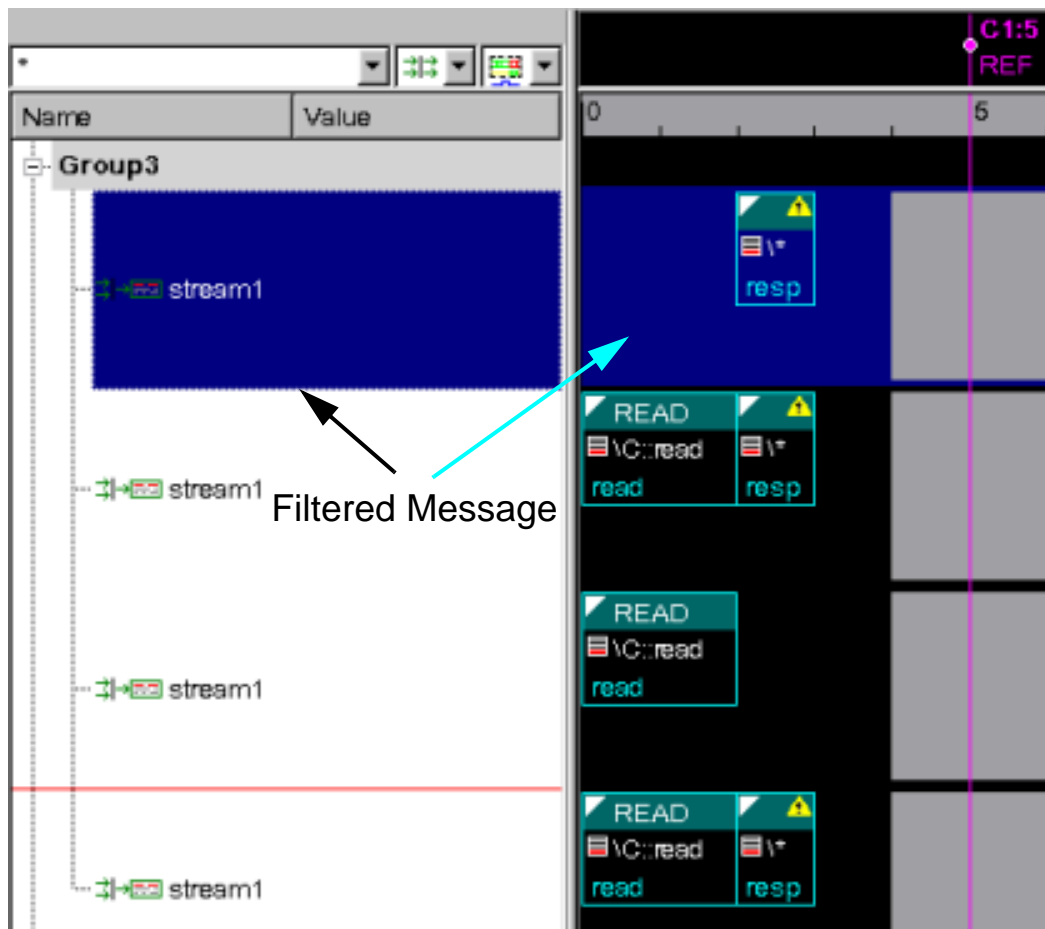 C1:5
REF
*
Name Value
0 5
Group3
stream1
\*
resp
READ
\C::read \*
read resp
stream1
Filtered Message
READ
\C::read
read
stream1
READ
\C::read \*
read resp
stream1